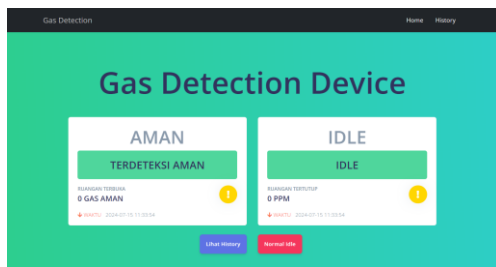 Gas Detection
Home History
Gas Detection Device
AMAN
TERDETEKSI AMAN
RUANGAN TERBUKA
0 GAS AMAN
WAKTU 2024-07-15 11:33:54
IDLE
IDLE
RUANGAN TERTUTUP
0 PPM
WAKTU 2024-07-15 11:33:54
Lihat History
Normal Idle